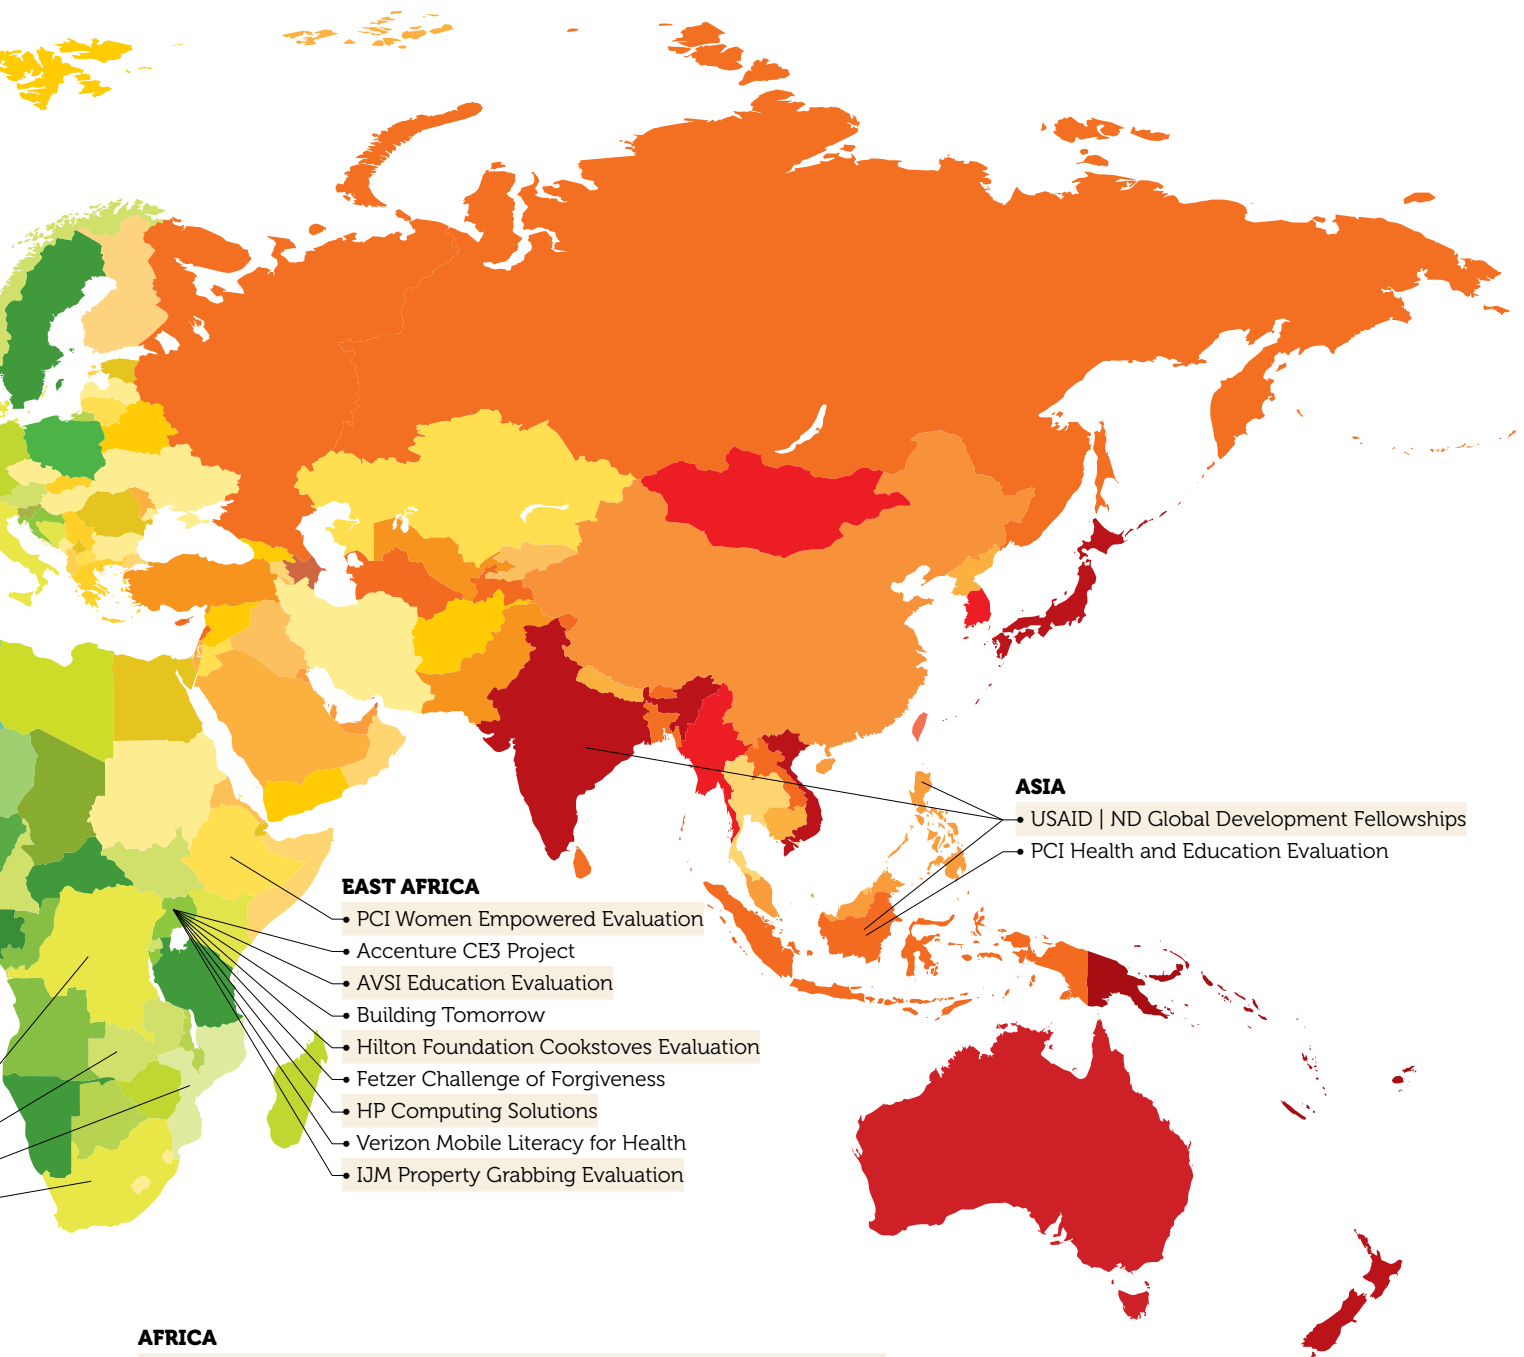 ASIA
USAID | ND Global Development Fellowships
PCI Health and Education Evaluation
EAST AFRICA
PCI Women Empowered Evaluation
Accenture CE3 Project
AVSI Education Evaluation
Building Tomorrow
Hilton Foundation Cookstoves Evaluation
Fetzer Challenge of Forgiveness
HP Computing Solutions
Verizon Mobile Literacy for Health
IJM Property Grabbing Evaluation
AFRICA